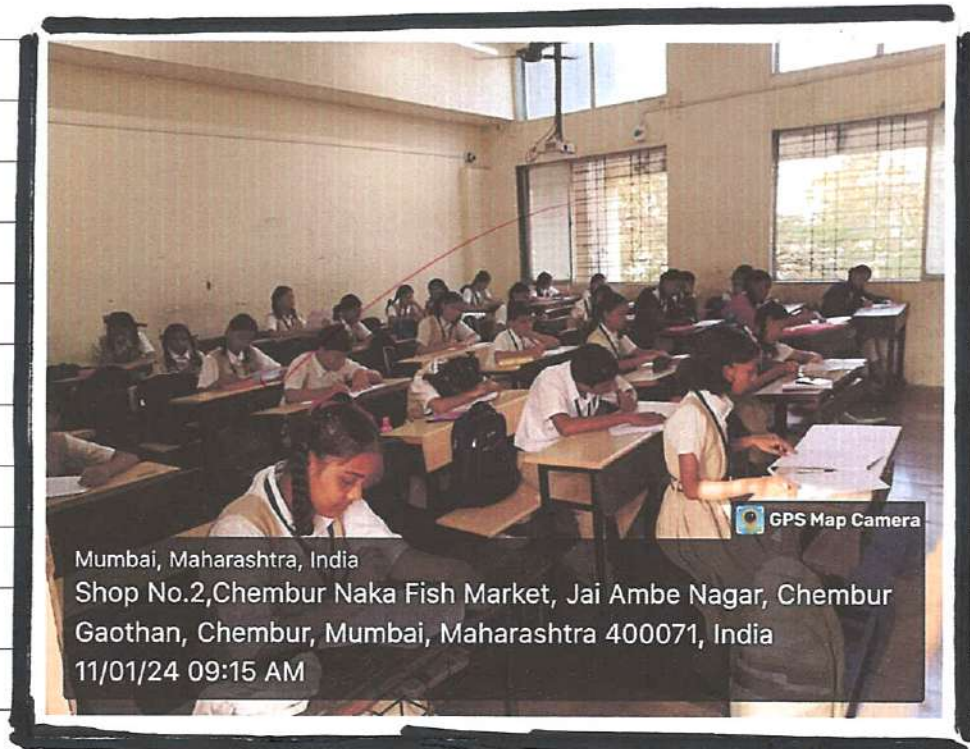 GPS Map Camera
Mumbai, Maharashtra, India
Shop No.2,Chembur Naka Fish Market, Jai Ambe Nagar, Chembur
Gaothan, Chembur, Mumbai, Maharashtra 400071, India
11/01/24 09:15 AM